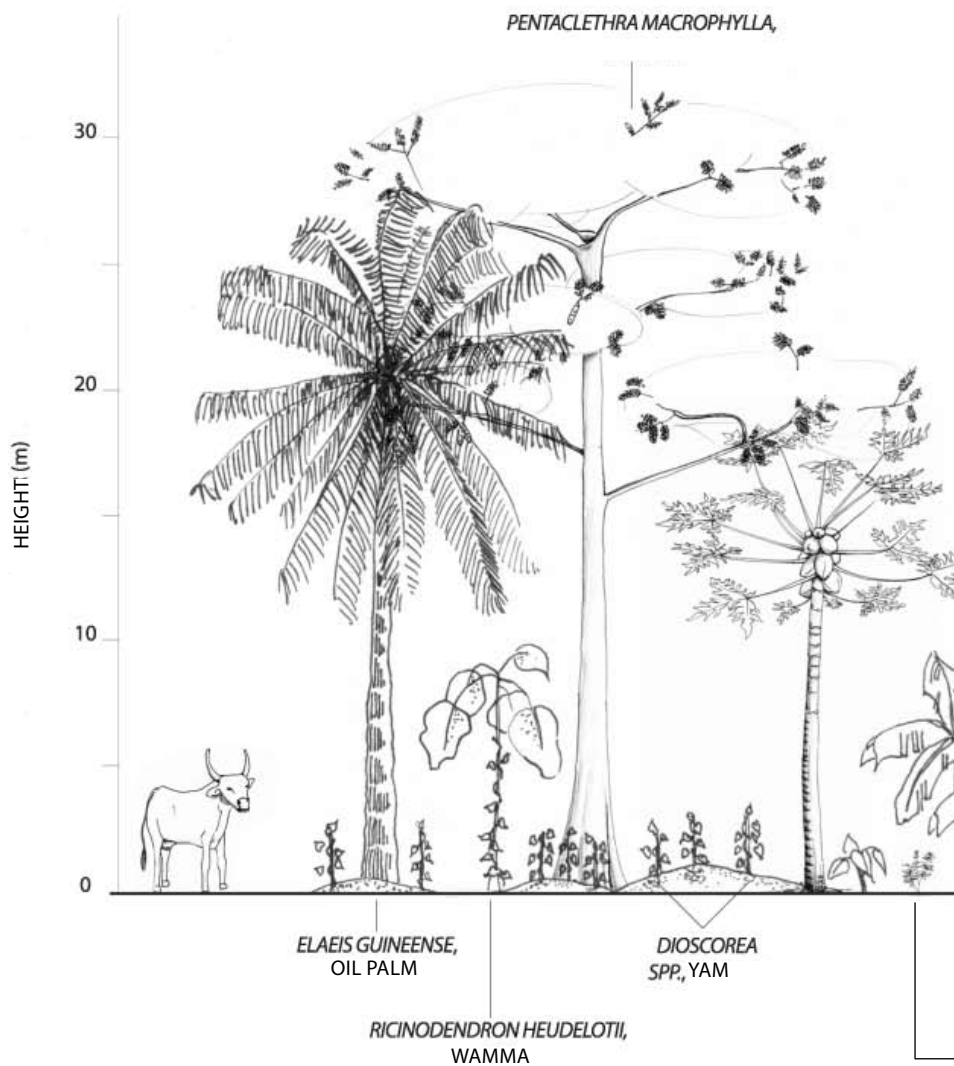 PENTACLETHRA MACROPHYLLA,
30
20
HEIGHT (m)
10
0
ELAEIS GUINEENSE,
OIL PALM
DIOSCOREA
SPP., YAM
RICINODENDRON HEUDELOTII,
WAMMA